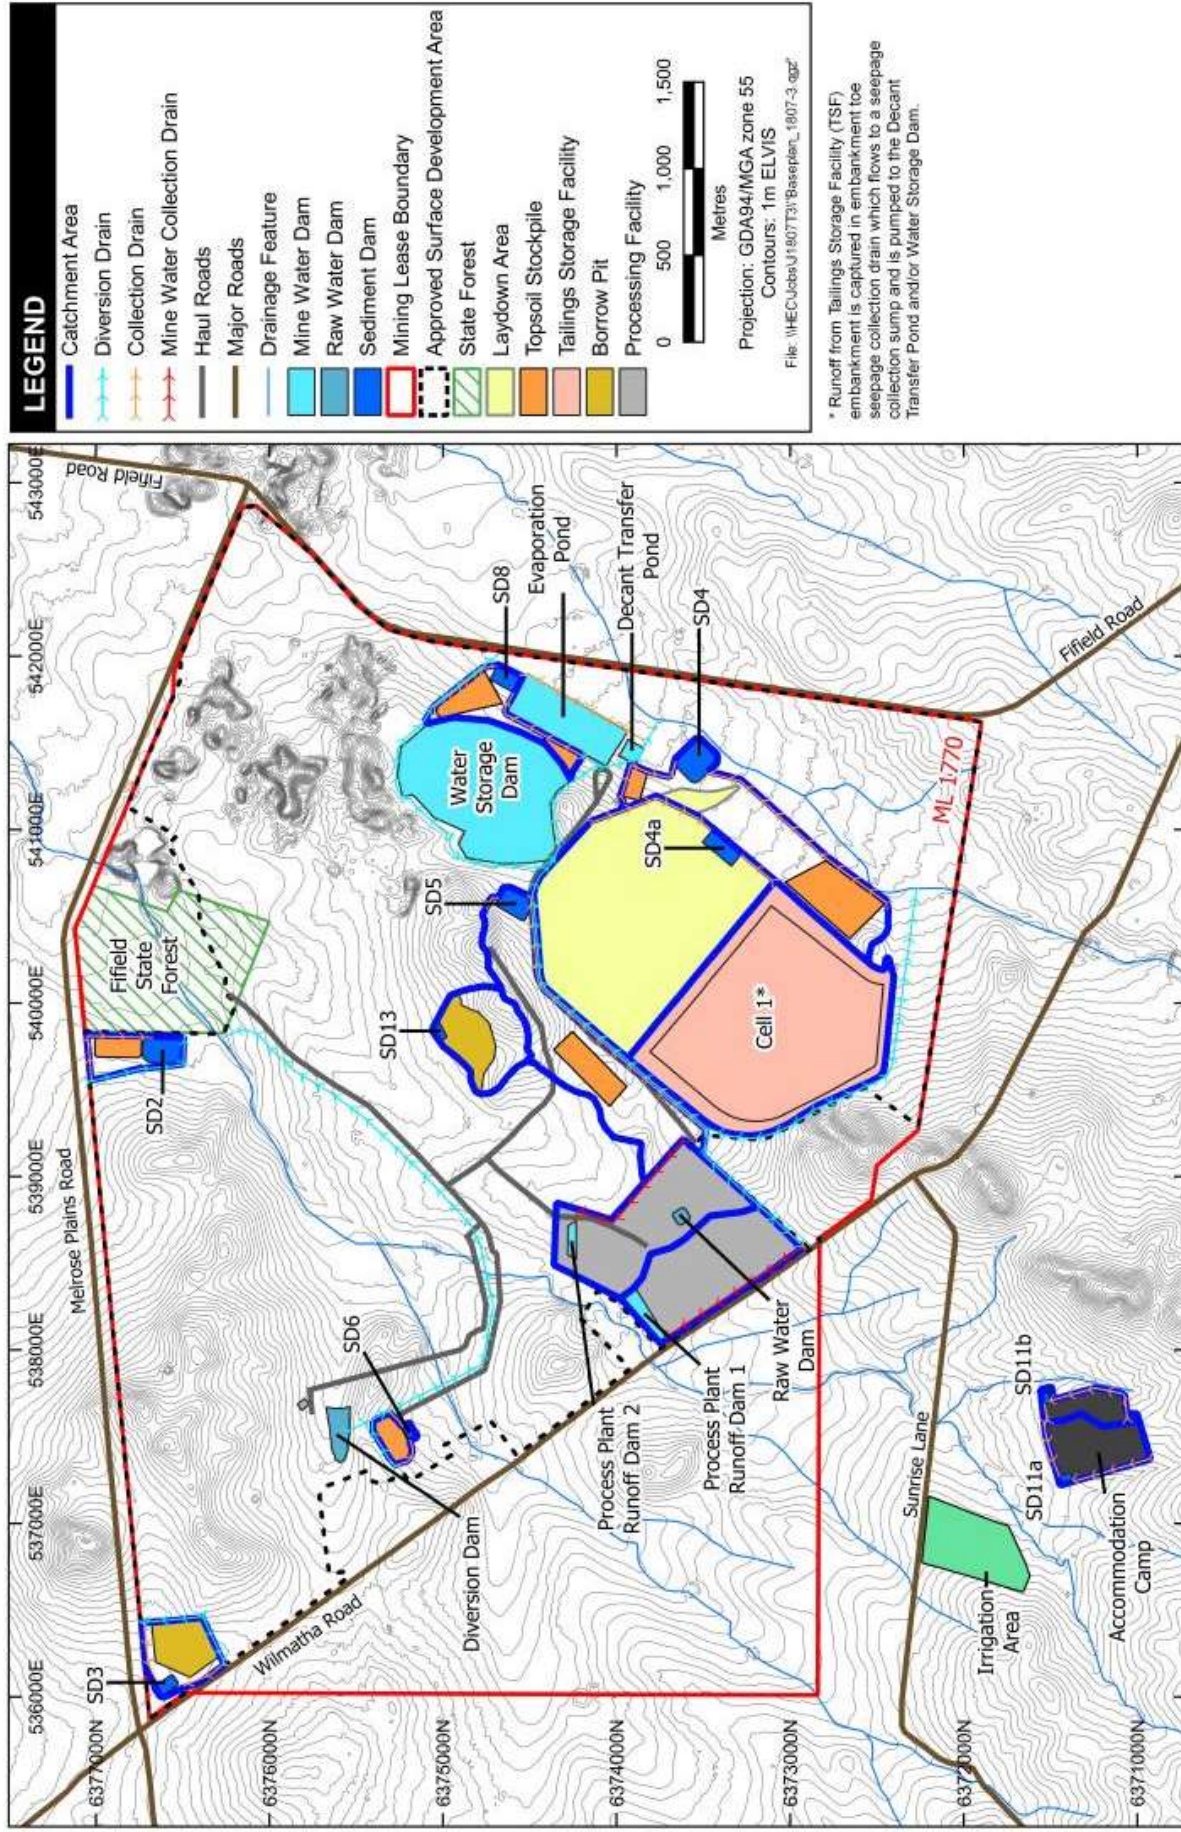 LEGEND
Catchment Area
Diversion Drain
Collection Drain
Mine Water Collection Drain
Haul Roads
Major Roads
Drainage Feature
Mine Water Dam
Raw Water Dam
Sediment Dam
Mining Lease Boundary
Approved Surface Development Area
State Forest
Laydown Area
Topsoil Stockpile
Tailings Storage Facility
Borrow Pit
Processing Facility
0
500
1,000
1,500
Metres
Projection: GDA94/MGA zone 55
Contours: 1m ELVIS
* Runoff from Tailings Storage Facility (TSF)
embankment is captured in embankment toe
seepage collection drain which flows to a seepage
collection sump and is pumped to the Decant
Transfer Pond and/or Water Storage Dam.
536000E
537000E
538000E
539000E
540000E
541000E
542000E
543000E
6377000N
6376000N
6375000N
6374000N
6373000N
6372000N
6371000N
Melrose Plains Road
Fifield Road
Fifield
State
Forest
SD3
SD2
Wilmatha Road
SD6
SD13
SD5
Diversion Dam
Water
Storage
Dam
SD8
Evaporation
Pond
Decant Transfer
Pond
SD4
SD4a
Cell 1*
Process Plant
Runoff Dam 2
Process Plant
Runoff Dam 1
Raw Water
Dam
ML 1770
Fifield Road
Sunrise Lane
Irrigation
Area
SD11a
SD11b
Accommodation
Camp